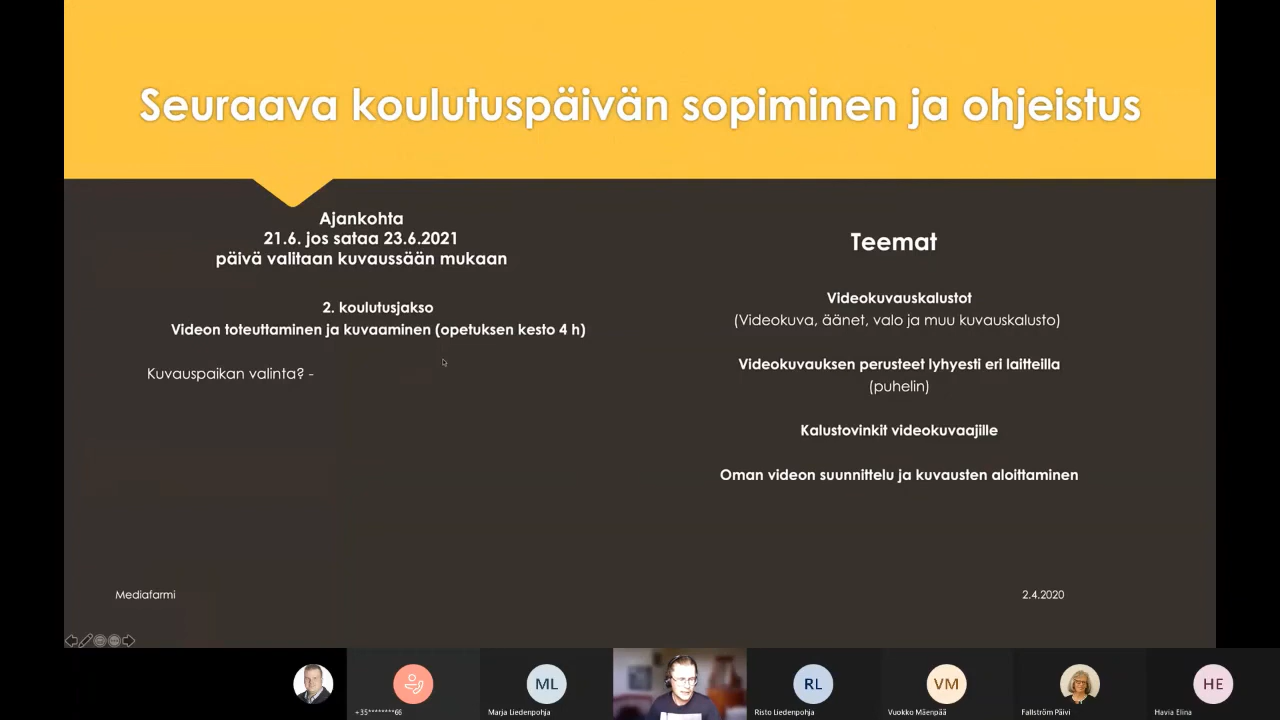 Seuraava koulutuspäivän sopiminen ja ohjeistus
Ajankohta
21.6. jos sataa 23.6.2021
päivä valitaan kuvaussään mukaan
2. koulutusjakso
Videon toteuttaminen ja kuvaaminen (opetuksen kesto 4 h)
Kuvauspaikan valinta? -
Teemat
Videokuvauskalustot
(Videokuva, äänet, valo ja muu kuvauskalusto)
Videokuvauksen perusteet lyhyesti eri laitteilla
(puhelin)
Kalustovinkit videokuvaajille
Oman videon suunnittelu ja kuvausten aloittaminen
Mediafarmi
2.4.2020
+35********66
ML
Marja Liedenpohja
RL
Risto Liedenpohja
VM
Vuokko Mäenpää
Fallström Päivi
HE
Havia Elina